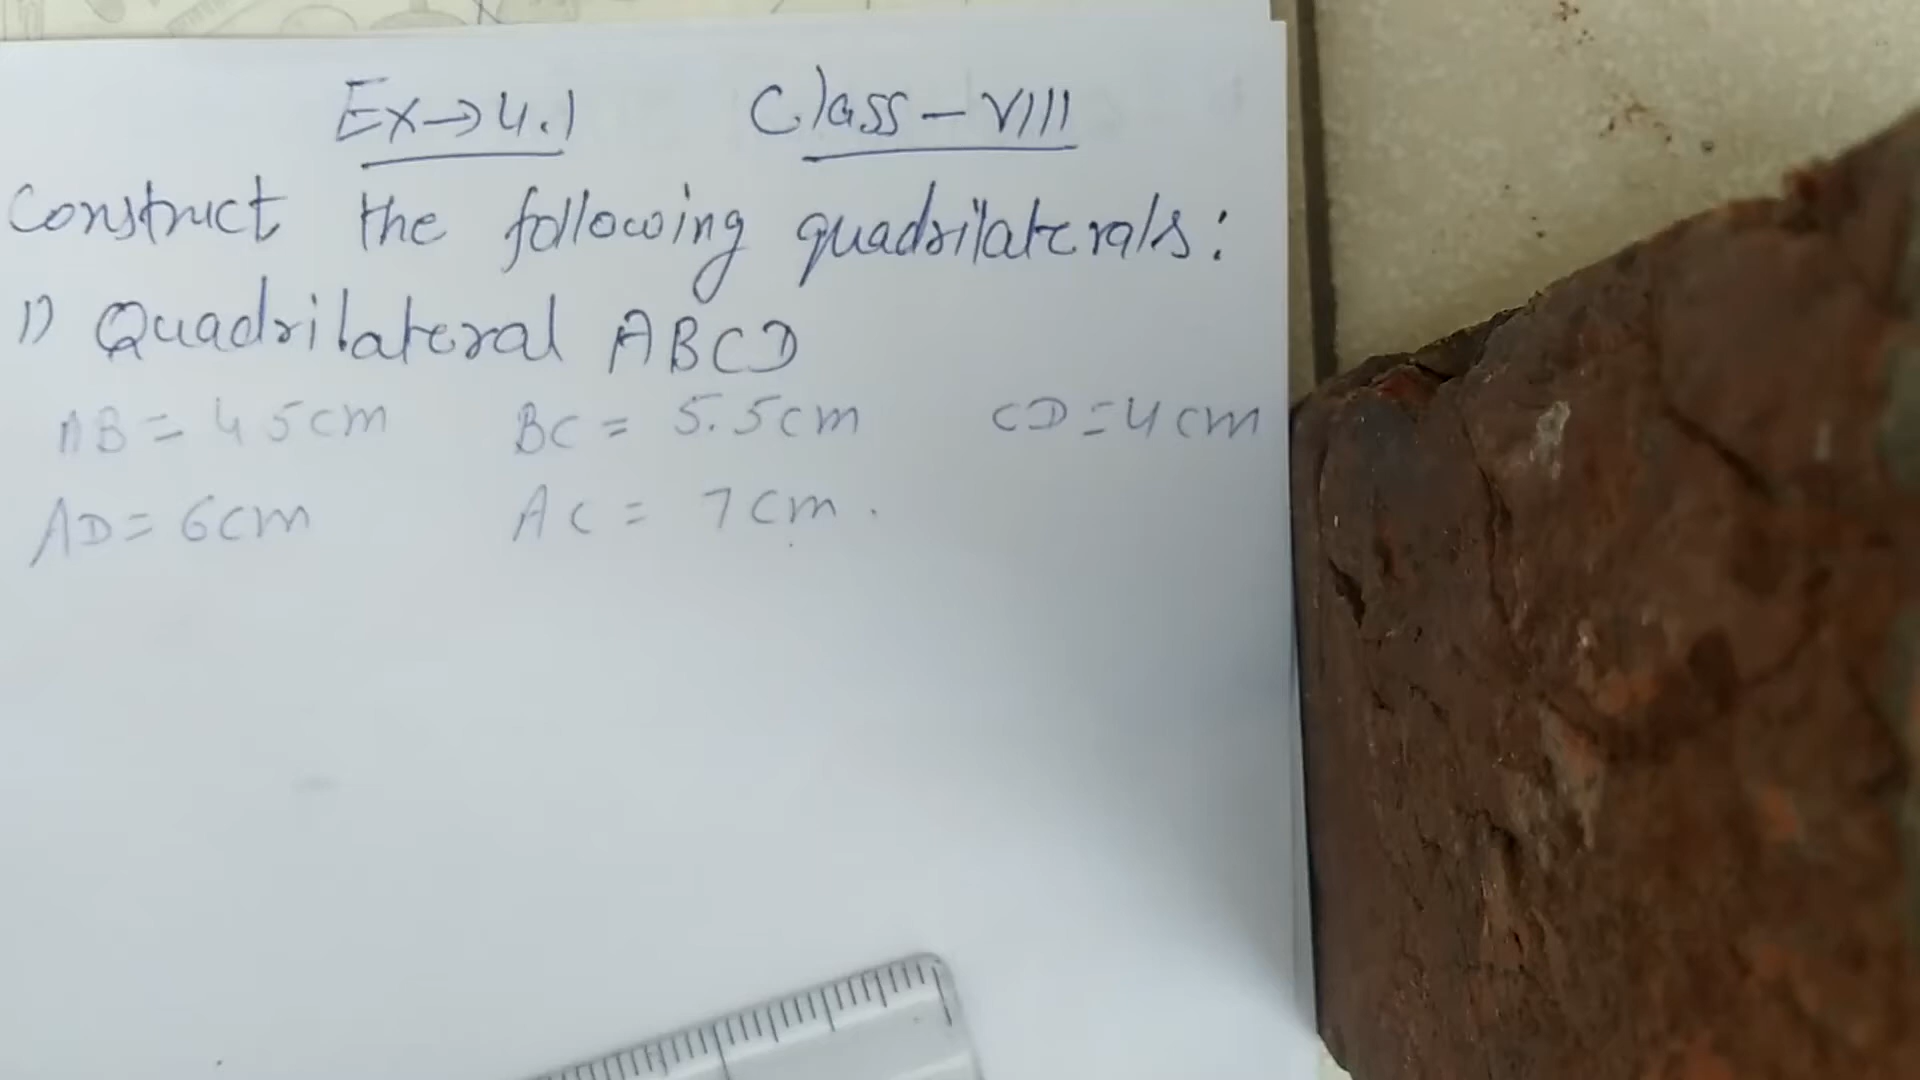 Ex→4.1 Class-VIII
Construct the following quadrilaterals:
1) Quadrilateral ABCD
AB = 4 5cm BC = 5.5cm CD = 4cm
AD = 6cm AC = 7cm.